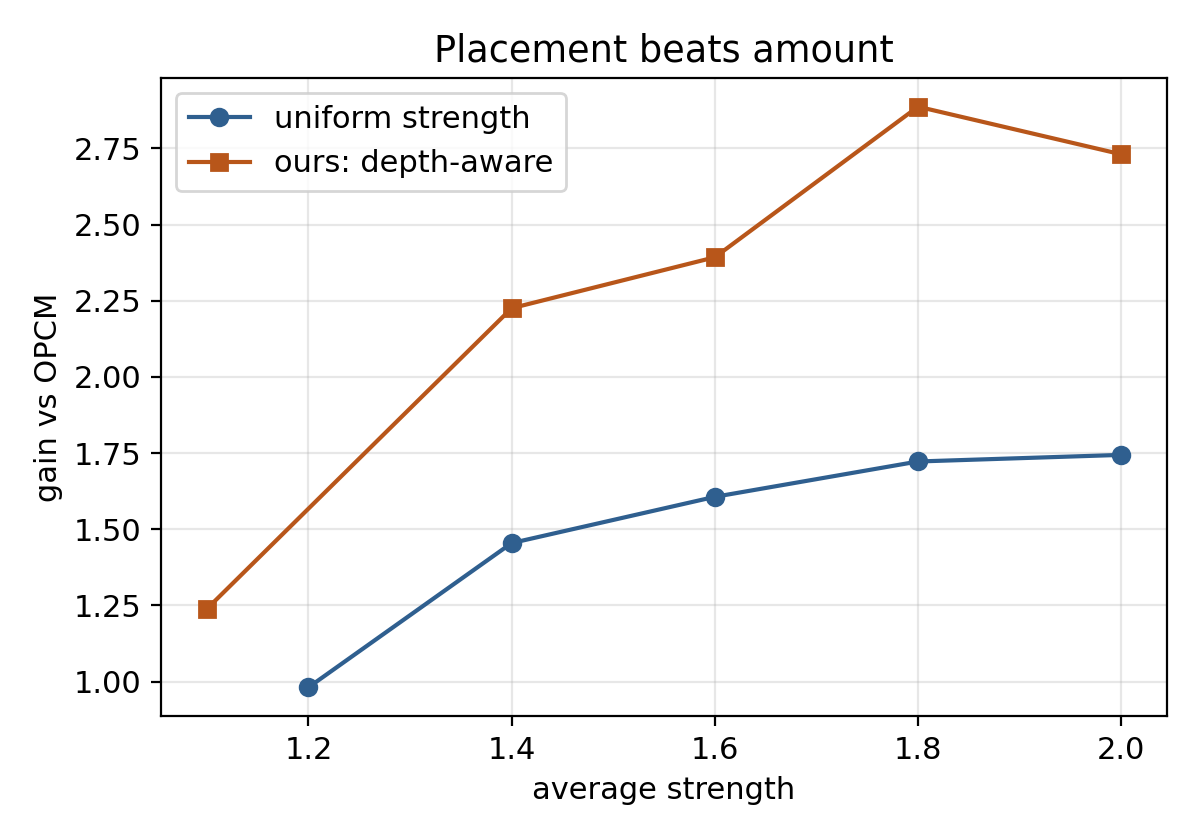 Placement beats amount
uniform strength
ours: depth-aware
gain vs OPCM
2.75
2.50
2.25
2.00
1.75
1.50
1.25
1.00
1.2 1.4 1.6 1.8 2.0
average strength